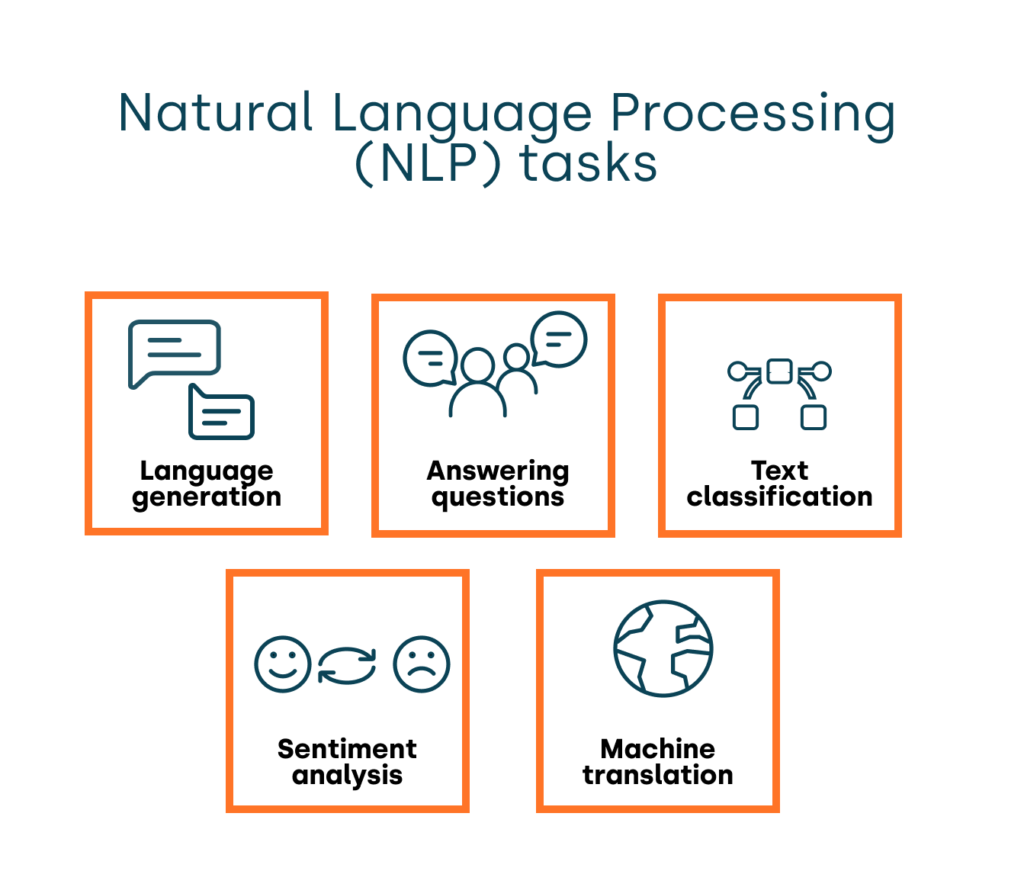 Natural Language Processing
(NLP) tasks
Language
generation
Answering
questions
Text
classification
Sentiment
analysis
Machine
translation